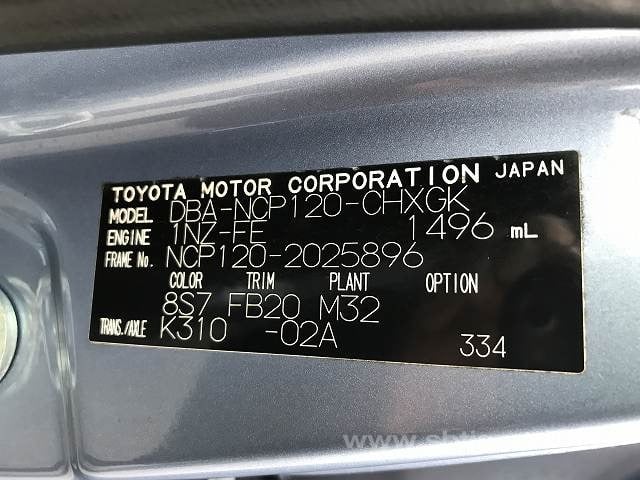 TOYOTA MOTOR CORPORATION JAPAN
MODEL DBA-NCP120-CHXGK
ENGINE 1NZ-FE 1496 mL
FRAME No. NCP120-2025896
COLOR TRIM PLANT OPTION
8S7 FB20 M32
TRANS./AXLE K310 -02A
334